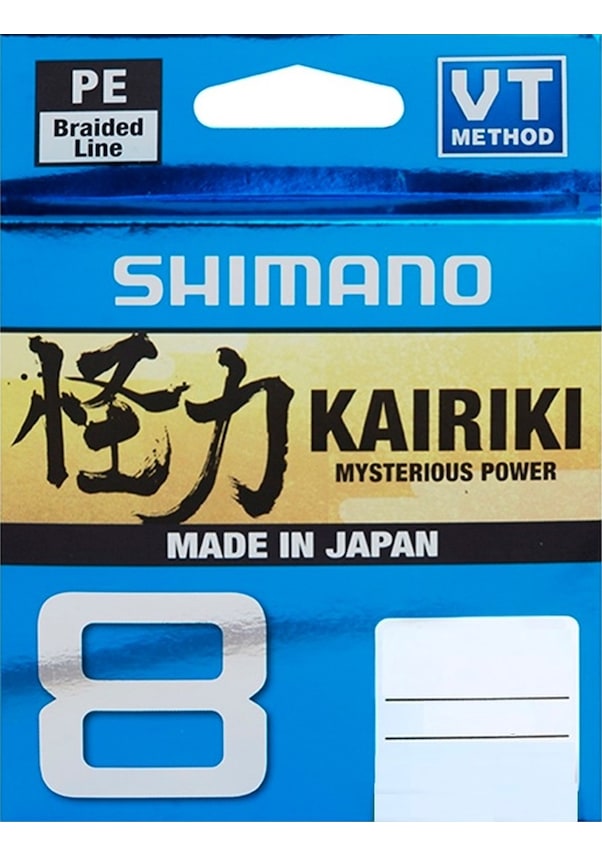 PE
Braided
Line
VT
METHOD
SHIMANO
怪力
KAIRIKI
MYSTERIOUS POWER
MADE IN JAPAN
8